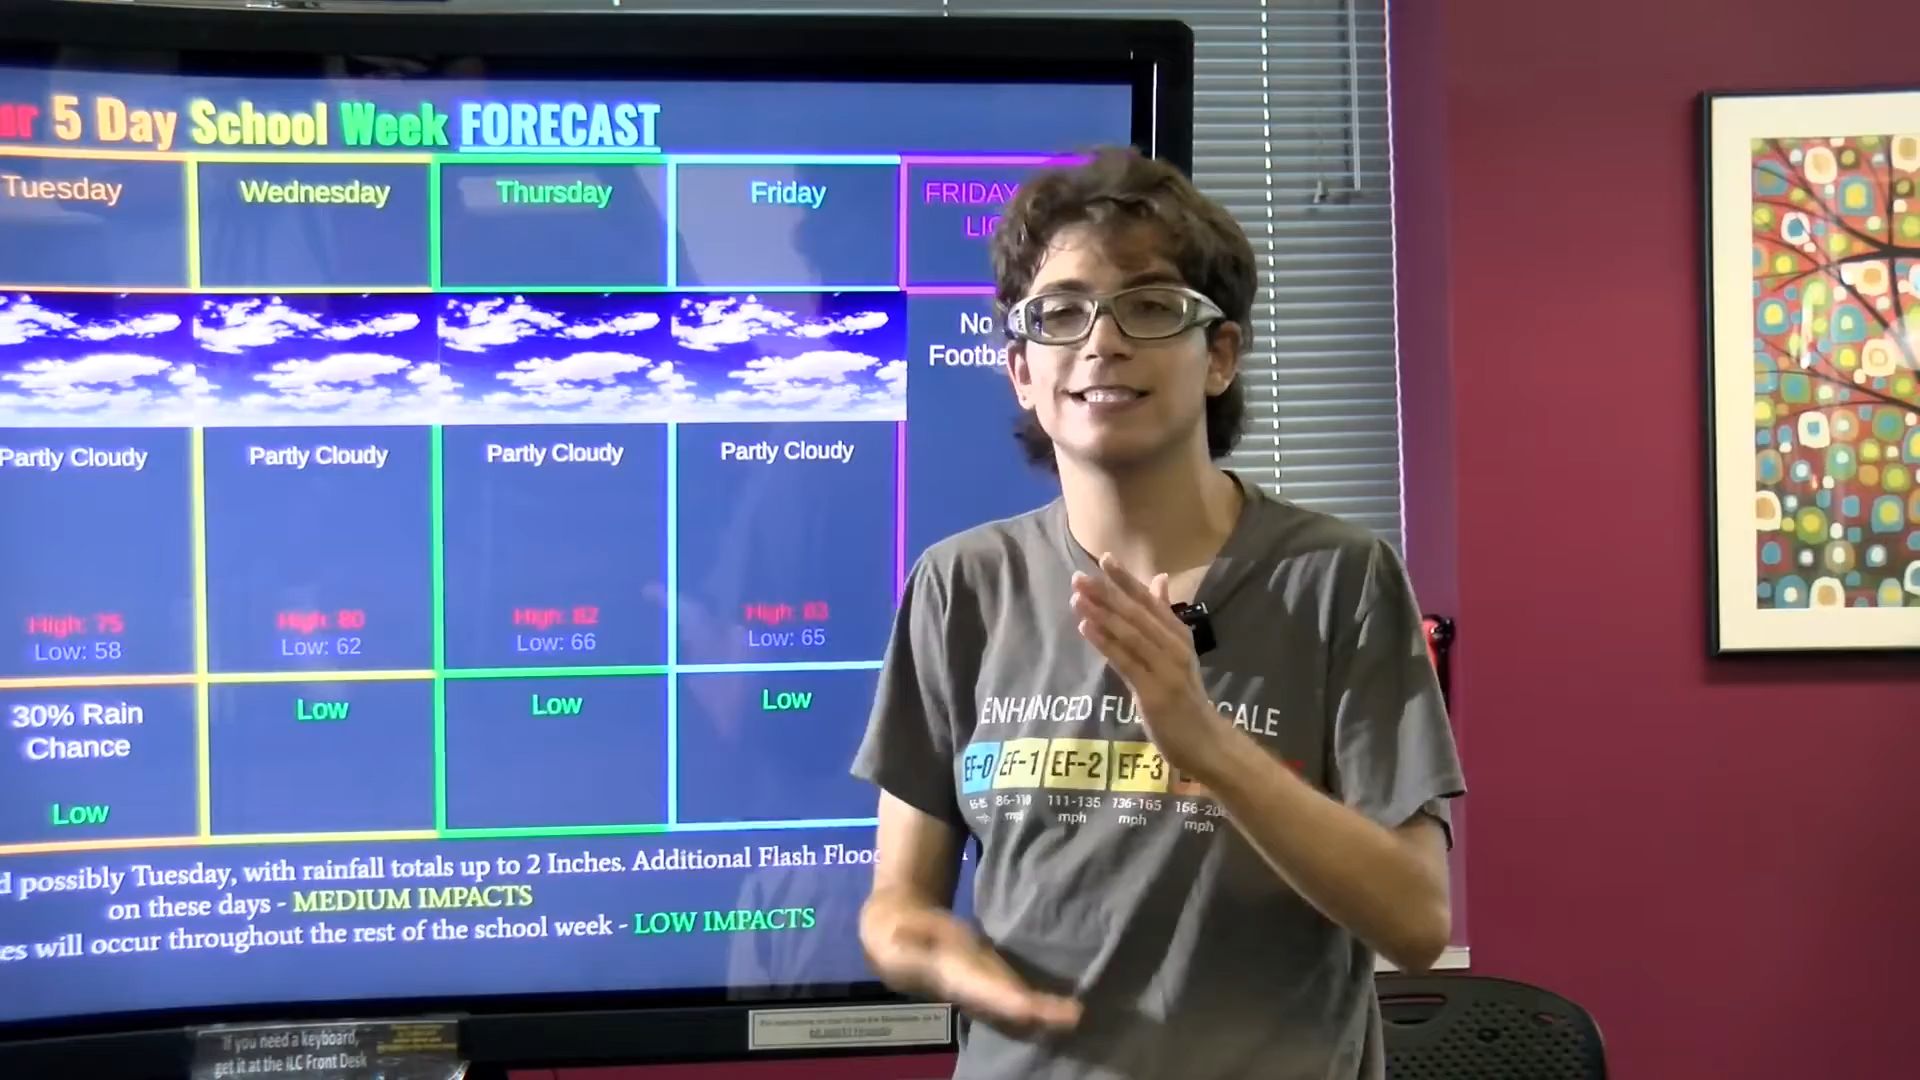 5 Day School Week FORECAST
Tuesday
Wednesday
Thursday
Friday
FRIDAY
No
Partly Cloudy
Partly Cloudy
Partly Cloudy
Partly Cloudy
High: 75
Low: 58
High: 80
Low: 62
High: 82
Low: 66
High: 83
Low: 65
30% Rain
Chance
Low
Low
Low
Low
possibly Tuesday, with rainfall totals up to 2 Inches. Additional Flash
on these days - MEDIUM IMPACTS
will occur throughout the rest of the school week - LOW IMPACTS
If you need a keyboard,
get it at the ILC Front Desk
ENHANCED
EF-0 EF-1 EF-2 EF-3
86-110 111-135 136-165
mph mph mph mph